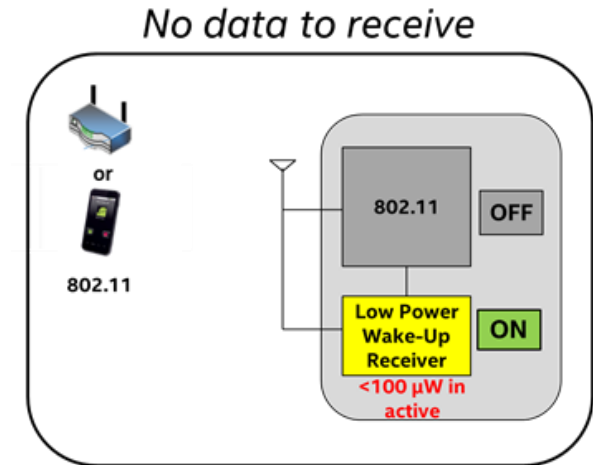 No data to receive
or
802.11
802.11
OFF
Low Power
Wake-Up
Receiver
ON
<100 µW in
active